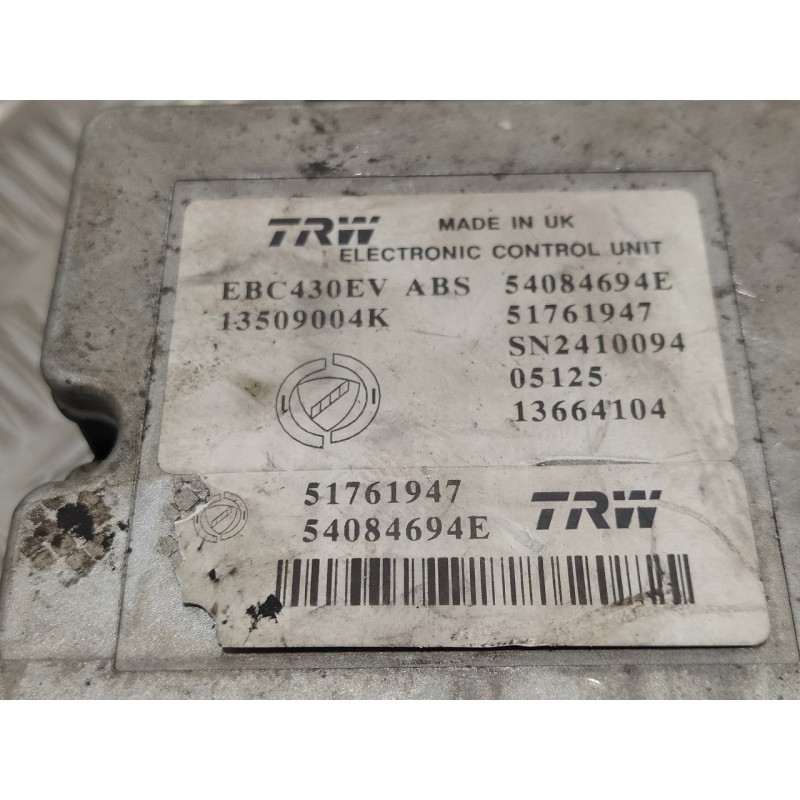 TRW MADE IN UK
ELECTRONIC CONTROL UNIT
EBC430EV ABS 54084694E
13509004K 51761947
SN2410094
05125
13664104
51761947 TRW
54084694E